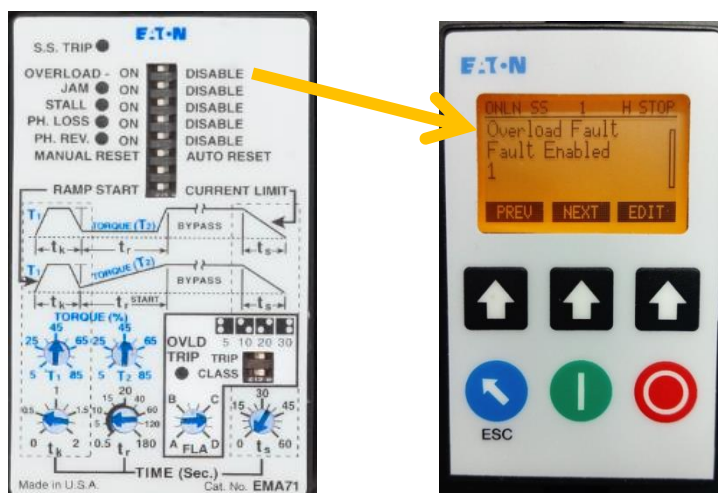 E·T·N
S.S. TRIP
OVERLOAD - ON DISABLE
JAM ON DISABLE
STALL ON DISABLE
PH. LOSS ON DISABLE
PH. REV. ON DISABLE
MANUAL RESET AUTO RESET
RAMP START CURRENT LIMIT
T1 TORQUE (T2) BYPASS
tk tr ts
T1 TORQUE (T2) BYPASS
tk tr START ts
TORQUE (%)
45 45
25 65 25 65
5 T1 85 5 T2 85
OVLD 5 10 20 30
TRIP TRIP
CLASS
1 20 30
15 40 B C 15 45
0.5 1.5 10 60
5 120
0 tk 2 0.5 tr 180 A FLA D 0 ts 60
TIME (Sec.)
Made in U.S.A. Cat. No. EMA71
E·T·N
ONLN SS 1 H STOP
Overload Fault
Fault Enabled
1
PREV NEXT EDIT
ESC